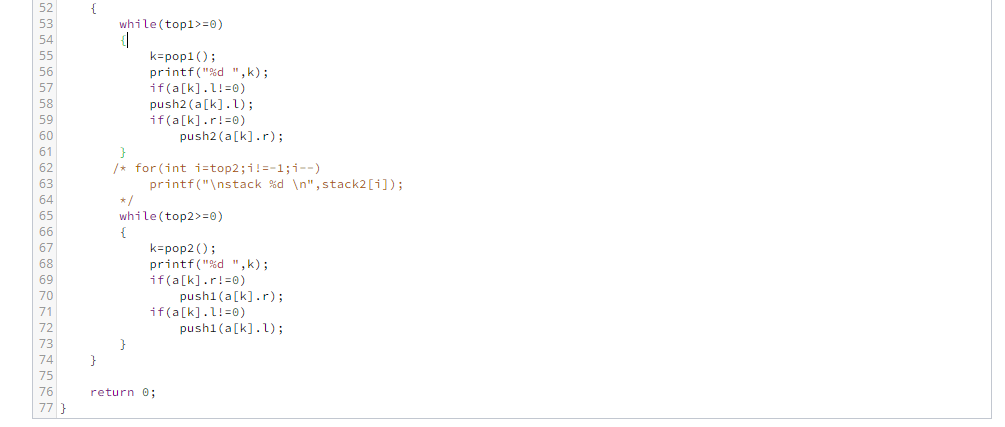 52 {
53 while(top1>=0)
54 {
55 k=pop1();
56 printf("%d ",k);
57 if(a[k].l!=0)
58 push2(a[k].l);
59 if(a[k].r!=0)
60 push2(a[k].r);
61 }
62 /* for(int i=top2;i!=-1;i--)
63 printf("\nstack %d \n",stack2[i]);
64 */
65 while(top2>=0)
66 {
67 k=pop2();
68 printf("%d ",k);
69 if(a[k].r!=0)
70 push1(a[k].r);
71 if(a[k].l!=0)
72 push1(a[k].l);
73 }
74 }
75
76 return 0;
77 }